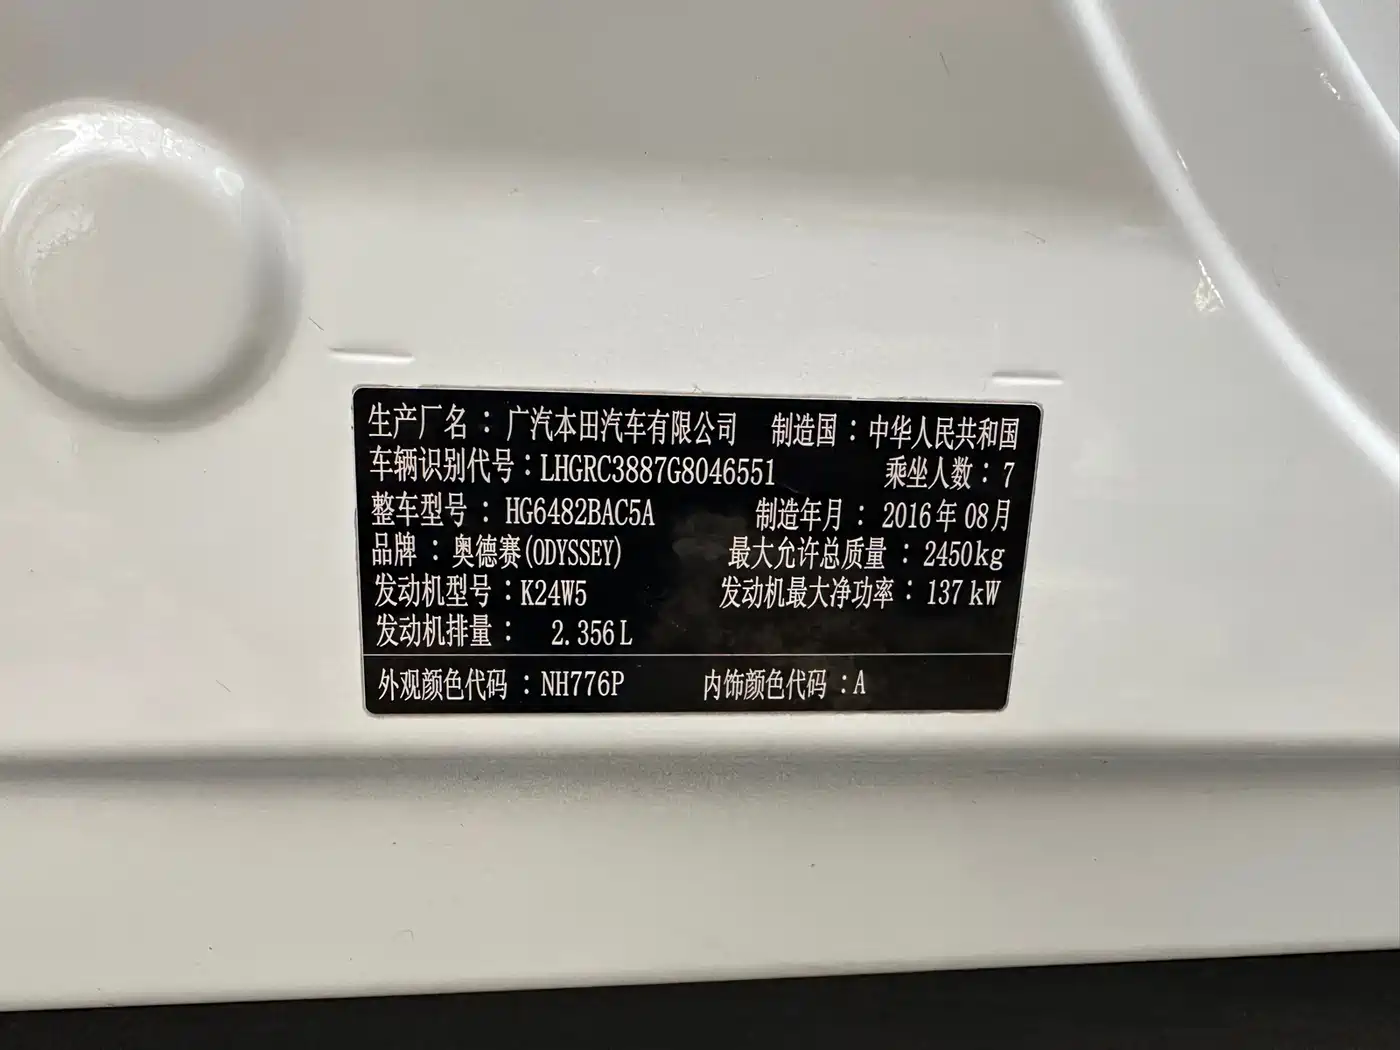 生产厂名：广汽本田汽车有限公司 制造国：中华人民共和国
车辆识别代号：LHGRC3887G8046551 乘坐人数：7
整车型号：HG6482BAC5A 制造年月：2016年08月
品牌：奥德赛(ODYSSEY) 最大允许总质量：2450kg
发动机型号：K24W5 发动机最大净功率：137kW
发动机排量：2.356L
外观颜色代码：NH776P 内饰颜色代码：A